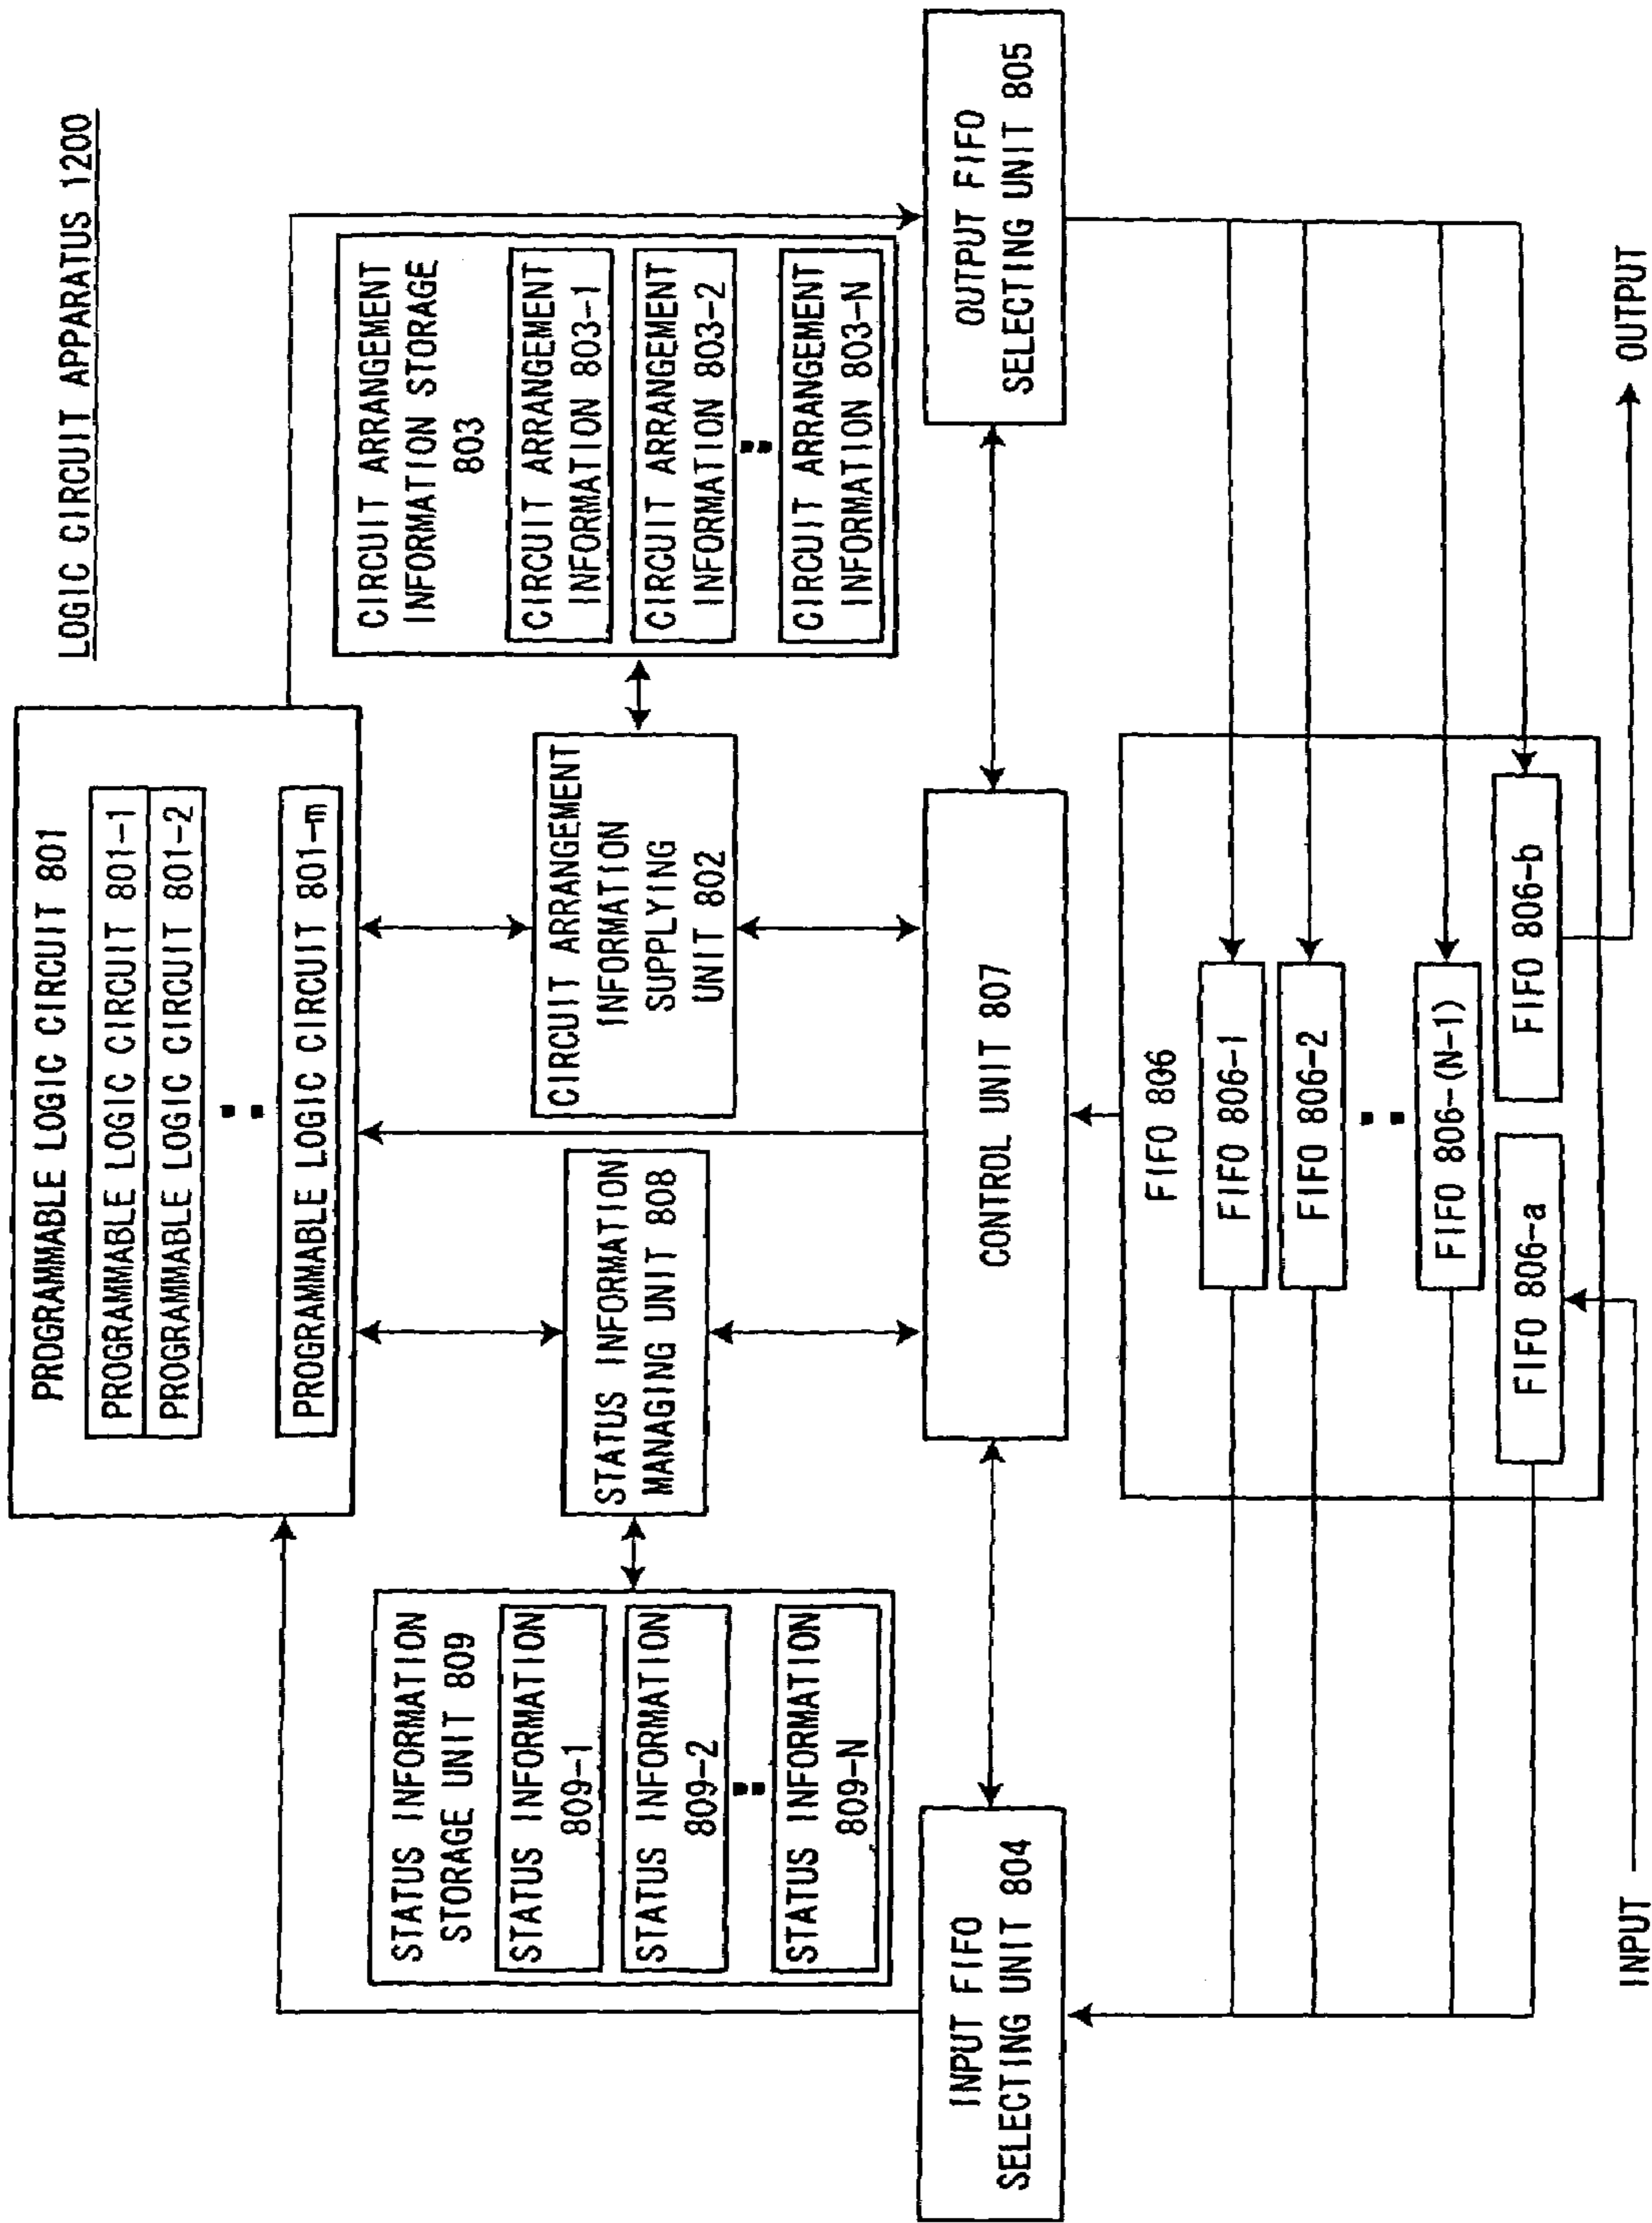 LOGIC CIRCUIT APPARATUS 1200
PROGRAMMABLE LOGIC CIRCUIT 801
PROGRAMMABLE LOGIC CIRCUIT 801-1
PROGRAMMABLE LOGIC CIRCUIT 801-2
PROGRAMMABLE LOGIC CIRCUIT 801-m
STATUS INFORMATION
STORAGE UNIT 809
STATUS INFORMATION
809-1
STATUS INFORMATION
809-2
STATUS INFORMATION
809-N
STATUS INFORMATION
MANAGING UNIT 808
CIRCUIT ARRANGEMENT
INFORMATION
SUPPLYING
UNIT 802
CIRCUIT ARRANGEMENT
INFORMATION STORAGE
803
CIRCUIT ARRANGEMENT
INFORMATION 803-1
CIRCUIT ARRANGEMENT
INFORMATION 803-2
CIRCUIT ARRANGEMENT
INFORMATION 803-N
INPUT FIFO
SELECTING UNIT 804
CONTROL UNIT 807
OUTPUT FIFO
SELECTING UNIT 805
FIFO 806
FIFO 806-1
FIFO 806-2
FIFO 806-(N-1)
FIFO 806-a
FIFO 806-b
INPUT
OUTPUT